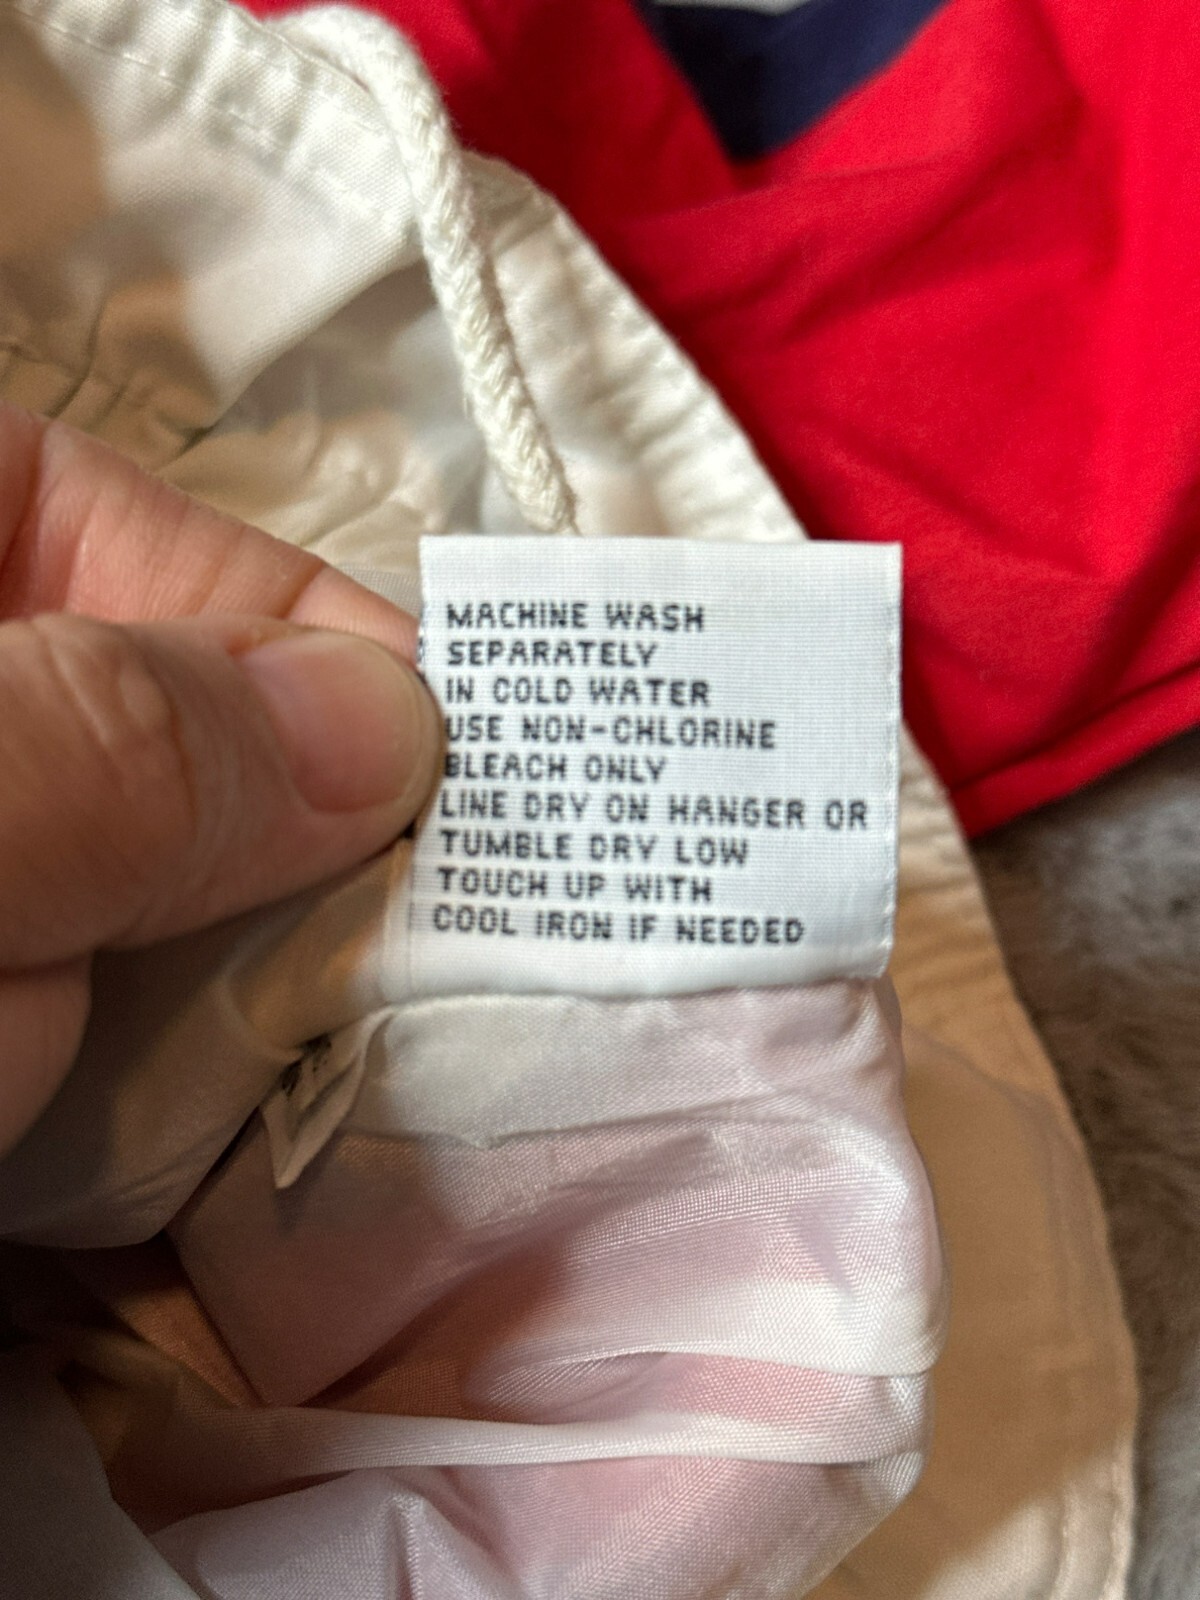 MACHINE WASH
SEPARATELY
IN COLD WATER
USE NON-CHLORINE
BLEACH ONLY
LINE DRY ON HANGER OR
TUMBLE DRY LOW
TOUCH UP WITH
COOL IRON IF NEEDED